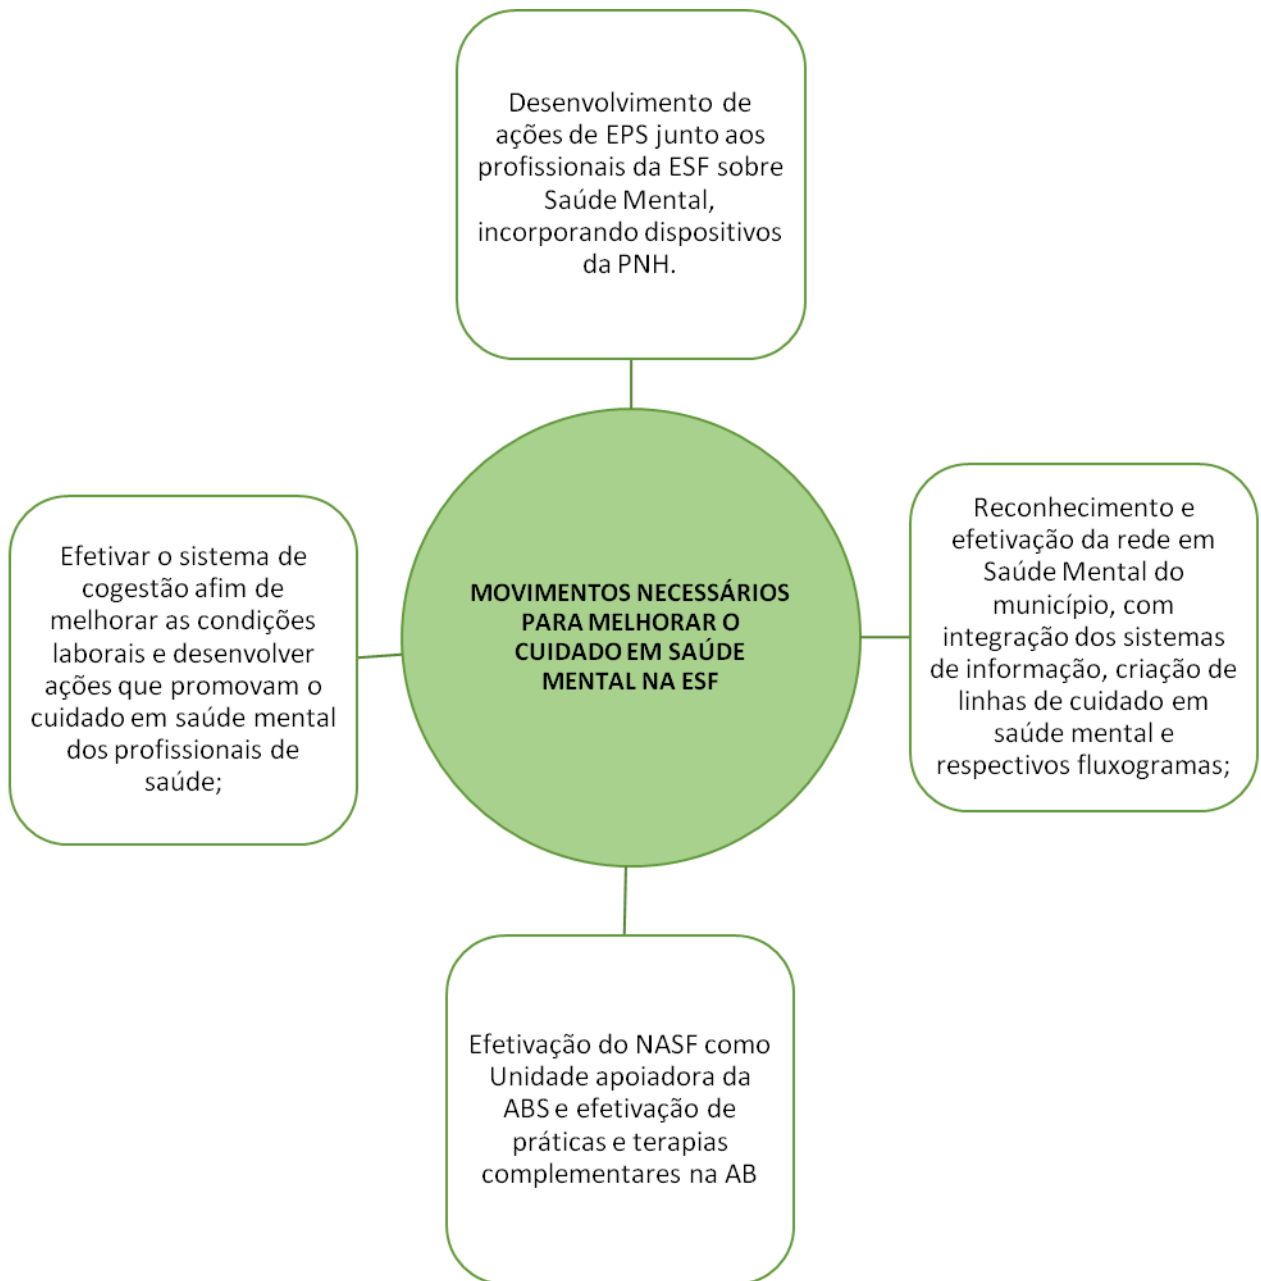 Desenvolvimento de
ações de EPS junto aos
profissionais da ESF sobre
Saúde Mental,
incorporando dispositivos
da PNH.
Efetivar o sistema de
cogestão afim de
melhorar as condições
laborais e desenvolver
ações que promovam o
cuidado em saúde mental
dos profissionais de
saúde;
MOVIMENTOS NECESSÁRIOS
PARA MELHORAR O
CUIDADO EM SAÚDE
MENTAL NA ESF
Reconhecimento e
efetivação da rede em
Saúde Mental do
município, com
integração dos sistemas
de informação, criação de
linhas de cuidado em
saúde mental e
respectivos fluxogramas;
Efetivação do NASF como
Unidade apoiadora da
ABS e efetivação de
práticas e terapias
complementares na AB